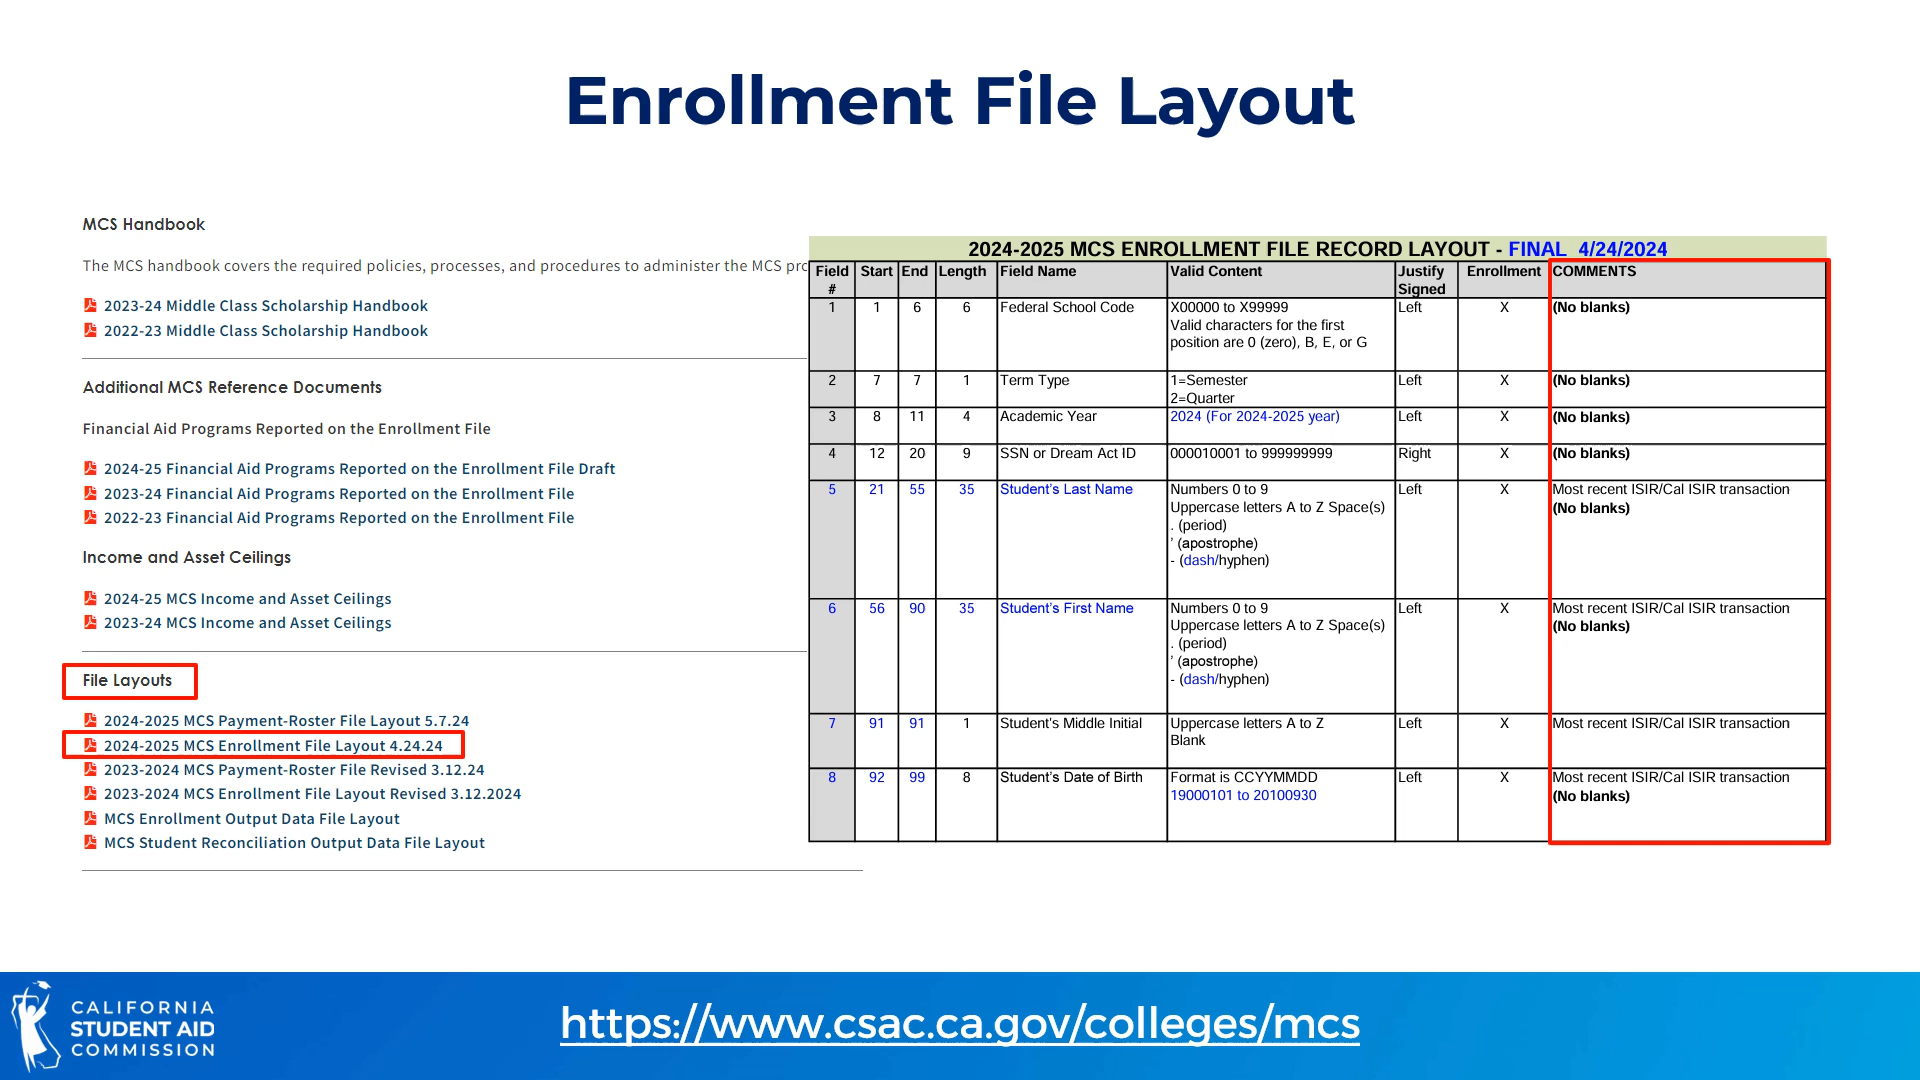 Enrollment File Layout
MCS Handbook
The MCS handbook covers the required policies, processes, and procedures to administer the MCS
2023-24 Middle Class Scholarship Handbook
2022-23 Middle Class Scholarship Handbook
Additional MCS Reference Documents
Financial Aid Programs Reported on the Enrollment File
2024-25 Financial Aid Programs Reported on the Enrollment File Draft
2023-24 Financial Aid Programs Reported on the Enrollment File
2022-23 Financial Aid Programs Reported on the Enrollment File
Income and Asset Ceilings
2024-25 MCS Income and Asset Ceilings
2023-24 MCS Income and Asset Ceilings
File Layouts
2024-2025 MCS Payment-Roster File Layout 5.7.24
2024-2025 MCS Enrollment File Layout 4.24.24
2023-2024 MCS Payment-Roster File Revised 3.12.24
2023-2024 MCS Enrollment File Layout Revised 3.12.2024
MCS Enrollment Output Data File Layout
MCS Student Reconciliation Output Data File Layout
2024-2025 MCS ENROLLMENT FILE RECORD LAYOUT - FINAL 4/24/2024
Field Start End Length Field Name Valid Content Justify Enrollment COMMENTS
# Signed
1 1 6 6 Federal School Code X00000 to X99999 Left X (No blanks)
Valid characters for the first
position are 0 (zero), B, E, or G
2 7 7 1 Term Type 1=Semester Left X (No blanks)
2=Quarter
3 8 11 4 Academic Year 2024 (For 2024-2025 year) Left X (No blanks)
4 12 20 9 SSN or Dream Act ID 000010001 to 999999999 Right X (No blanks)
5 21 55 35 Student's Last Name Numbers 0 to 9 Left X Most recent ISIR/Cal ISIR transaction
Uppercase letters A to Z Space(s) (No blanks)
. (period)
' (apostrophe)
- (dash/hyphen)
6 56 90 35 Student's First Name Numbers 0 to 9 Left X Most recent ISIR/Cal ISIR transaction
Uppercase letters A to Z Space(s) (No blanks)
. (period)
' (apostrophe)
- (dash/hyphen)
7 91 91 1 Student's Middle Initial Uppercase letters A to Z Left X Most recent ISIR/Cal ISIR transaction
Blank
8 92 99 8 Student's Date of Birth Format is CCYYMMDD Left X Most recent ISIR/Cal ISIR transaction
19000101 to 20100930 (No blanks)
CALIFORNIA
STUDENT AID
COMMISSION
https://www.csac.ca.gov/colleges/mcs